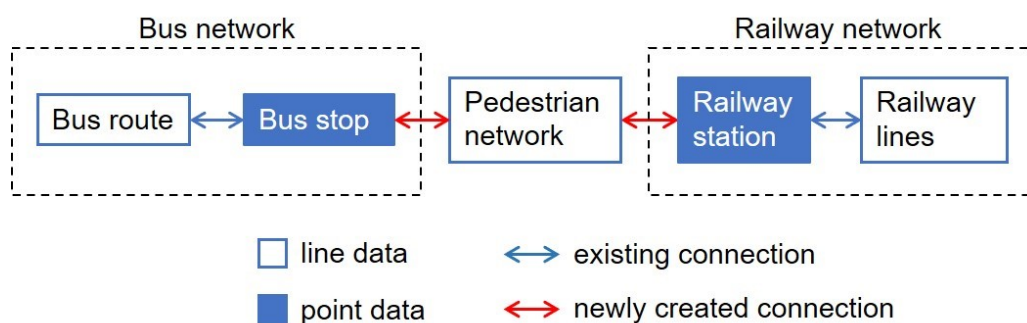 Bus network
Railway network
Bus route
Bus stop
Pedestrian
network
Railway
station
Railway
lines
line data
existing connection
point data
newly created connection